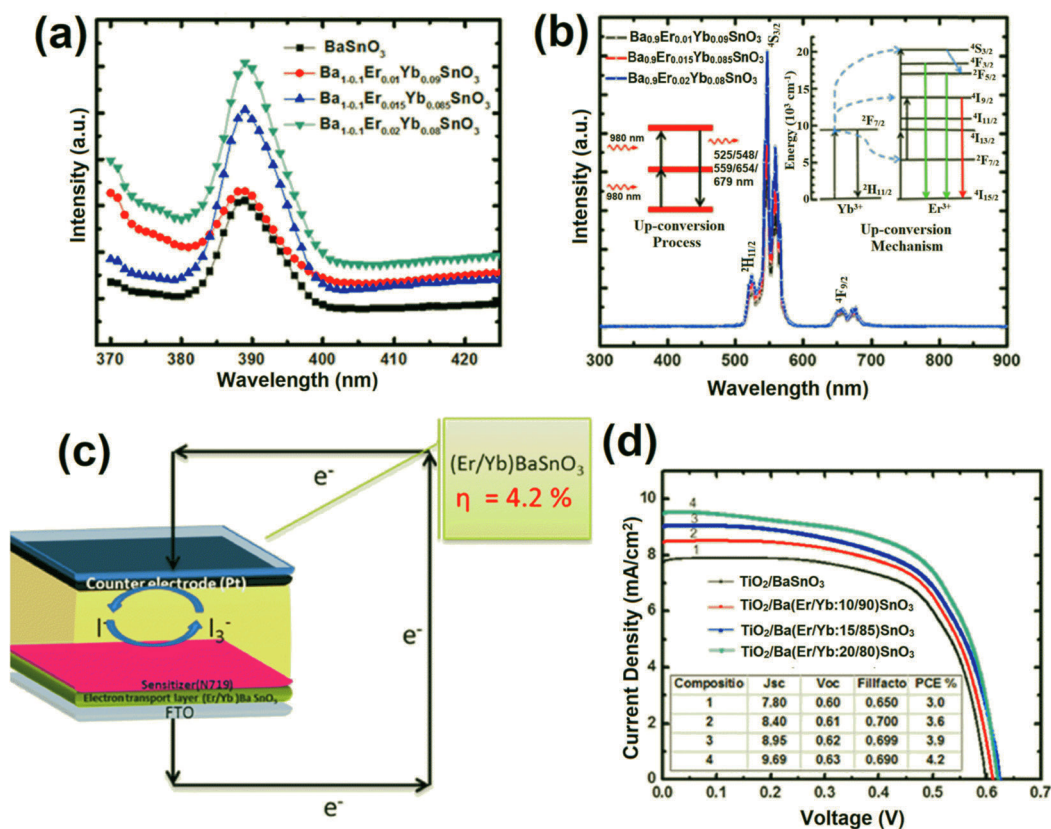 (a)
BaSnO3
Ba1-0.1Er0.01Yb0.09SnO3
Ba1-0.1Er0.015Yb0.085SnO3
Ba1-0.1Er0.02Yb0.08SnO3
Intensity (a.u.)
370 380 390 400 410 420
Wavelength (nm)
(b)
Ba0.9Er0.01Yb0.09SnO3
Ba0.9Er0.015Yb0.085SnO3
Ba0.9Er0.02Yb0.08SnO3
4S3/2
2H11/2
4F9/2
980 nm
980 nm
525/548/
559/654/
679 nm
Up-conversion
Process
Energy (10³ cm⁻¹)
20
15
10
5
0
2F7/2
2H11/2
Yb³⁺
4S3/2
4F3/2
2F5/2
4I9/2
4I11/2
4I13/2
2F7/2
4I15/2
Er³⁺
Up-conversion
Mechanism
Intensity (a.u.)
300 400 500 600 700 800 900
Wavelength (nm)
(c)
e⁻
(Er/Yb)BaSnO3
η = 4.2 %
Counter electrode (Pt)
I⁻ I3⁻
e⁻
Sensitizer(N719)
Electron transport layer (Er/Yb)Ba SnO3
FTO
e⁻
(d)
Current Density (mA/cm²)
10
8
6
4
2
0
4
3
2
1
TiO2/BaSnO3
TiO2/Ba(Er/Yb:10/90)SnO3
TiO2/Ba(Er/Yb:15/85)SnO3
TiO2/Ba(Er/Yb:20/80)SnO3
Compositio Jsc Voc Fillfacto PCE %
1 7.80 0.60 0.650 3.0
2 8.40 0.61 0.700 3.6
3 8.95 0.62 0.699 3.9
4 9.69 0.63 0.690 4.2
0.0 0.1 0.2 0.3 0.4 0.5 0.6 0.7
Voltage (V)